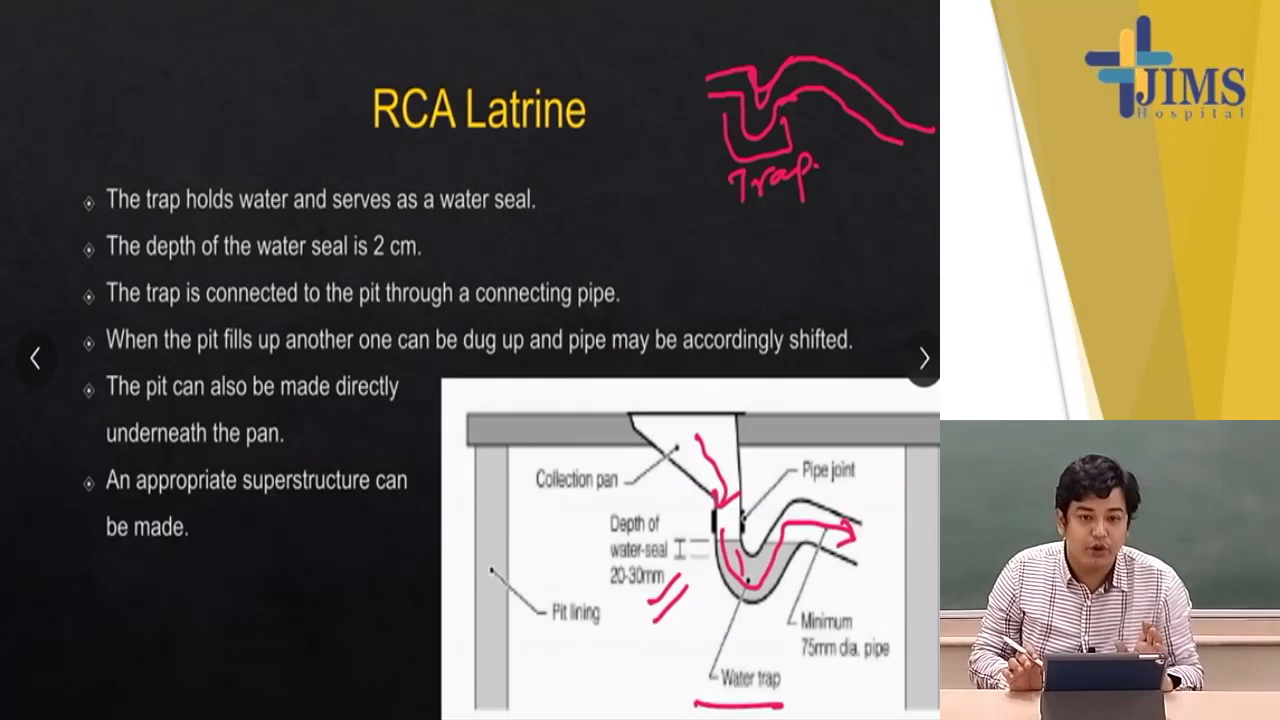 RCA Latrine
Trap.
JIMS
Hospital
The trap holds water and serves as a water seal.
The depth of the water seal is 2 cm.
The trap is connected to the pit through a connecting pipe.
When the pit fills up another one can be dug up and pipe may be accordingly shifted.
The pit can also be made directly
underneath the pan.
An appropriate superstructure can
be made.
Collection pan
Pipe joint
Depth of
water-seal
20-30mm
Pit lining
Minimum
75mm dia. pipe
Water trap